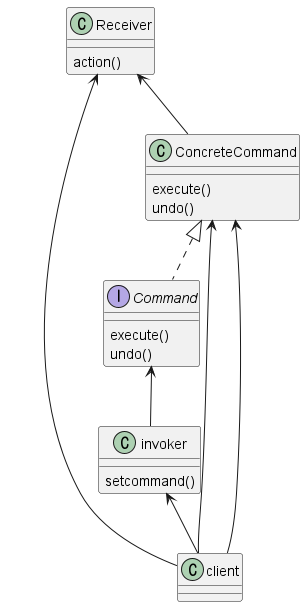 C Receiver
action()
C ConcreteCommand
execute()
undo()
I Command
execute()
undo()
C invoker
setcommand()
C client